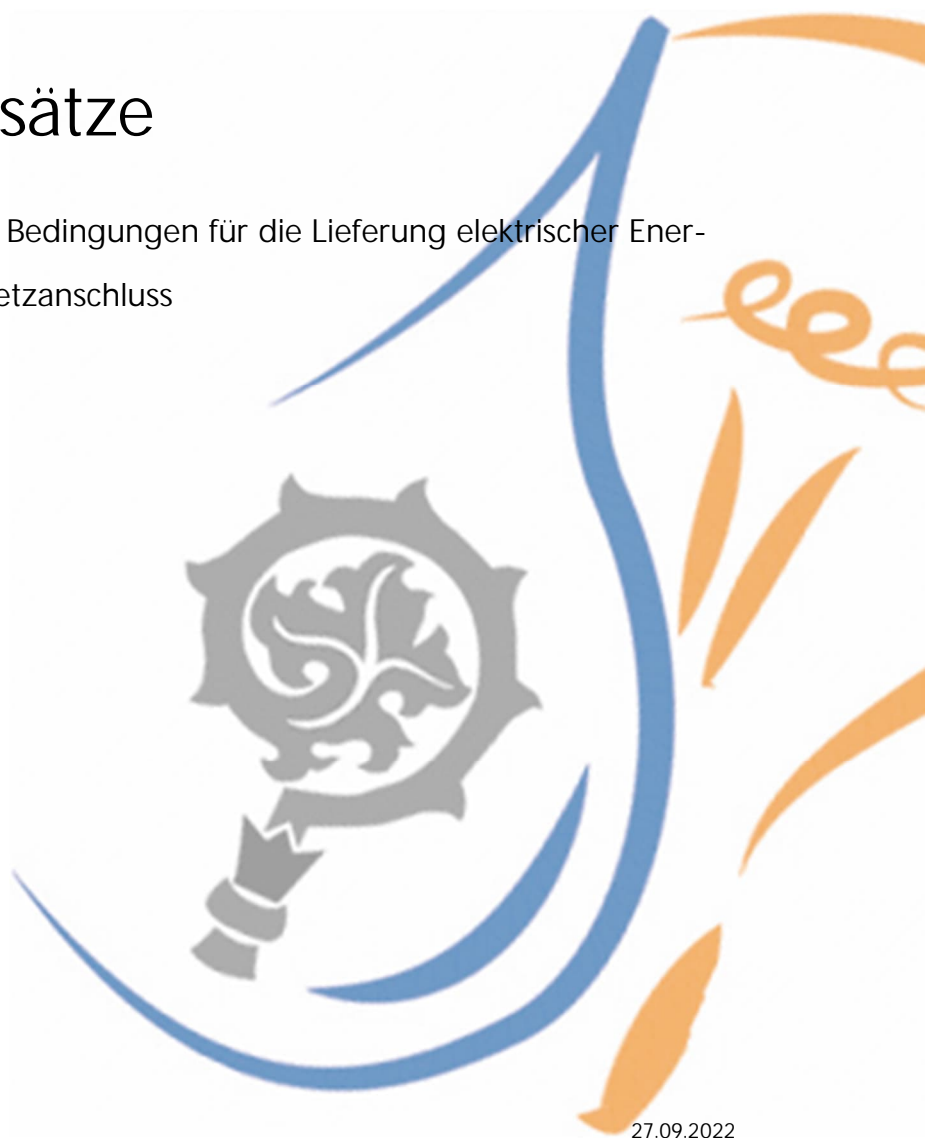 sätze
Bedingungen für die Lieferung elektrischer Ener-
etzanschluss
27.09.2022